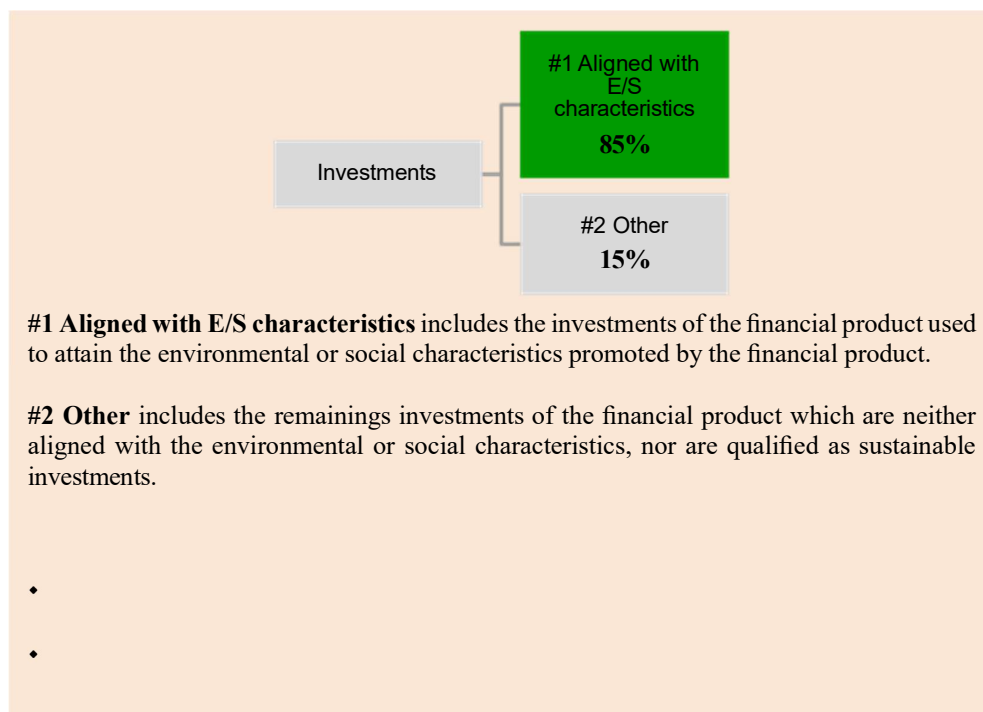 #1 Aligned with
E/S
characteristics
85%
Investments
#2 Other
15%
#1 Aligned with E/S characteristics includes the investments of the financial product used
to attain the environmental or social characteristics promoted by the financial product.
#2 Other includes the remainings investments of the financial product which are neither
aligned with the environmental or social characteristics, nor are qualified as sustainable
investments.